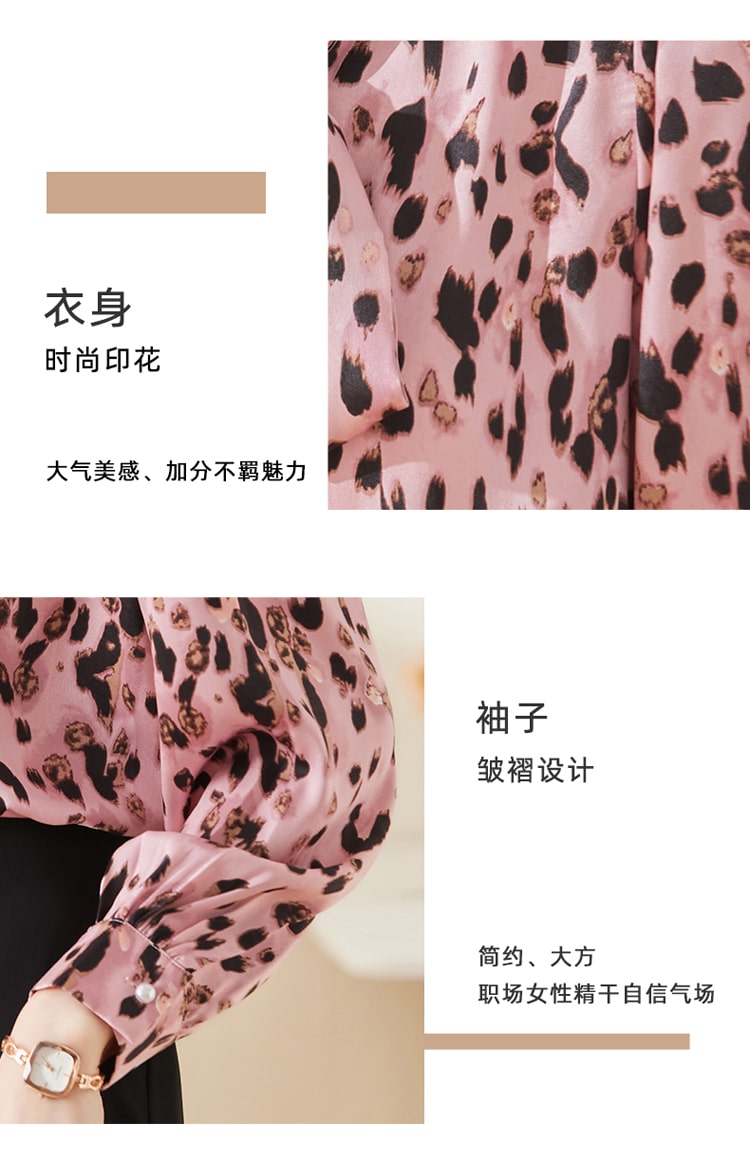 衣身
时尚印花
大气美感、加分不羁魅力
袖子
皱褶设计
简约、大方
职场女性精干自信气场